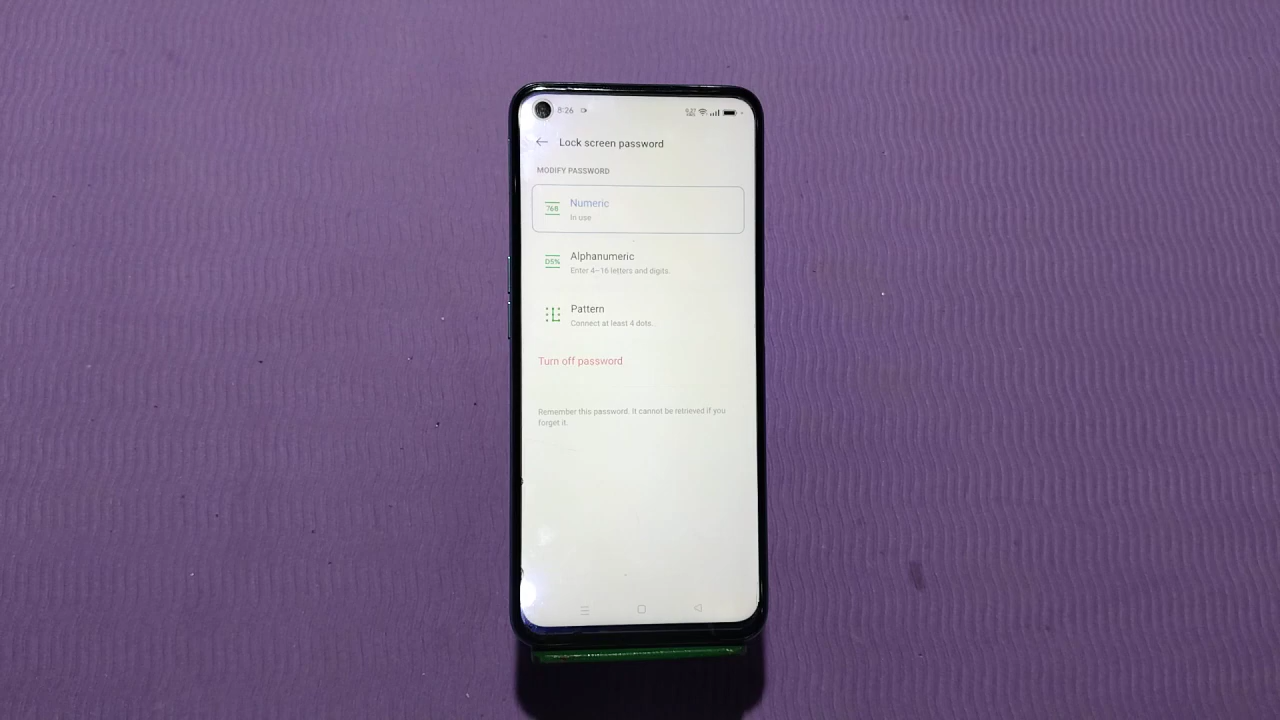 8:26
Lock screen password
MODIFY PASSWORD
768
Numeric
In use
D5%
Alphanumeric
Enter 4–16 letters and digits.
Pattern
Connect at least 4 dots.
Turn off password
Remember this password. It cannot be retrieved if you
forget it.